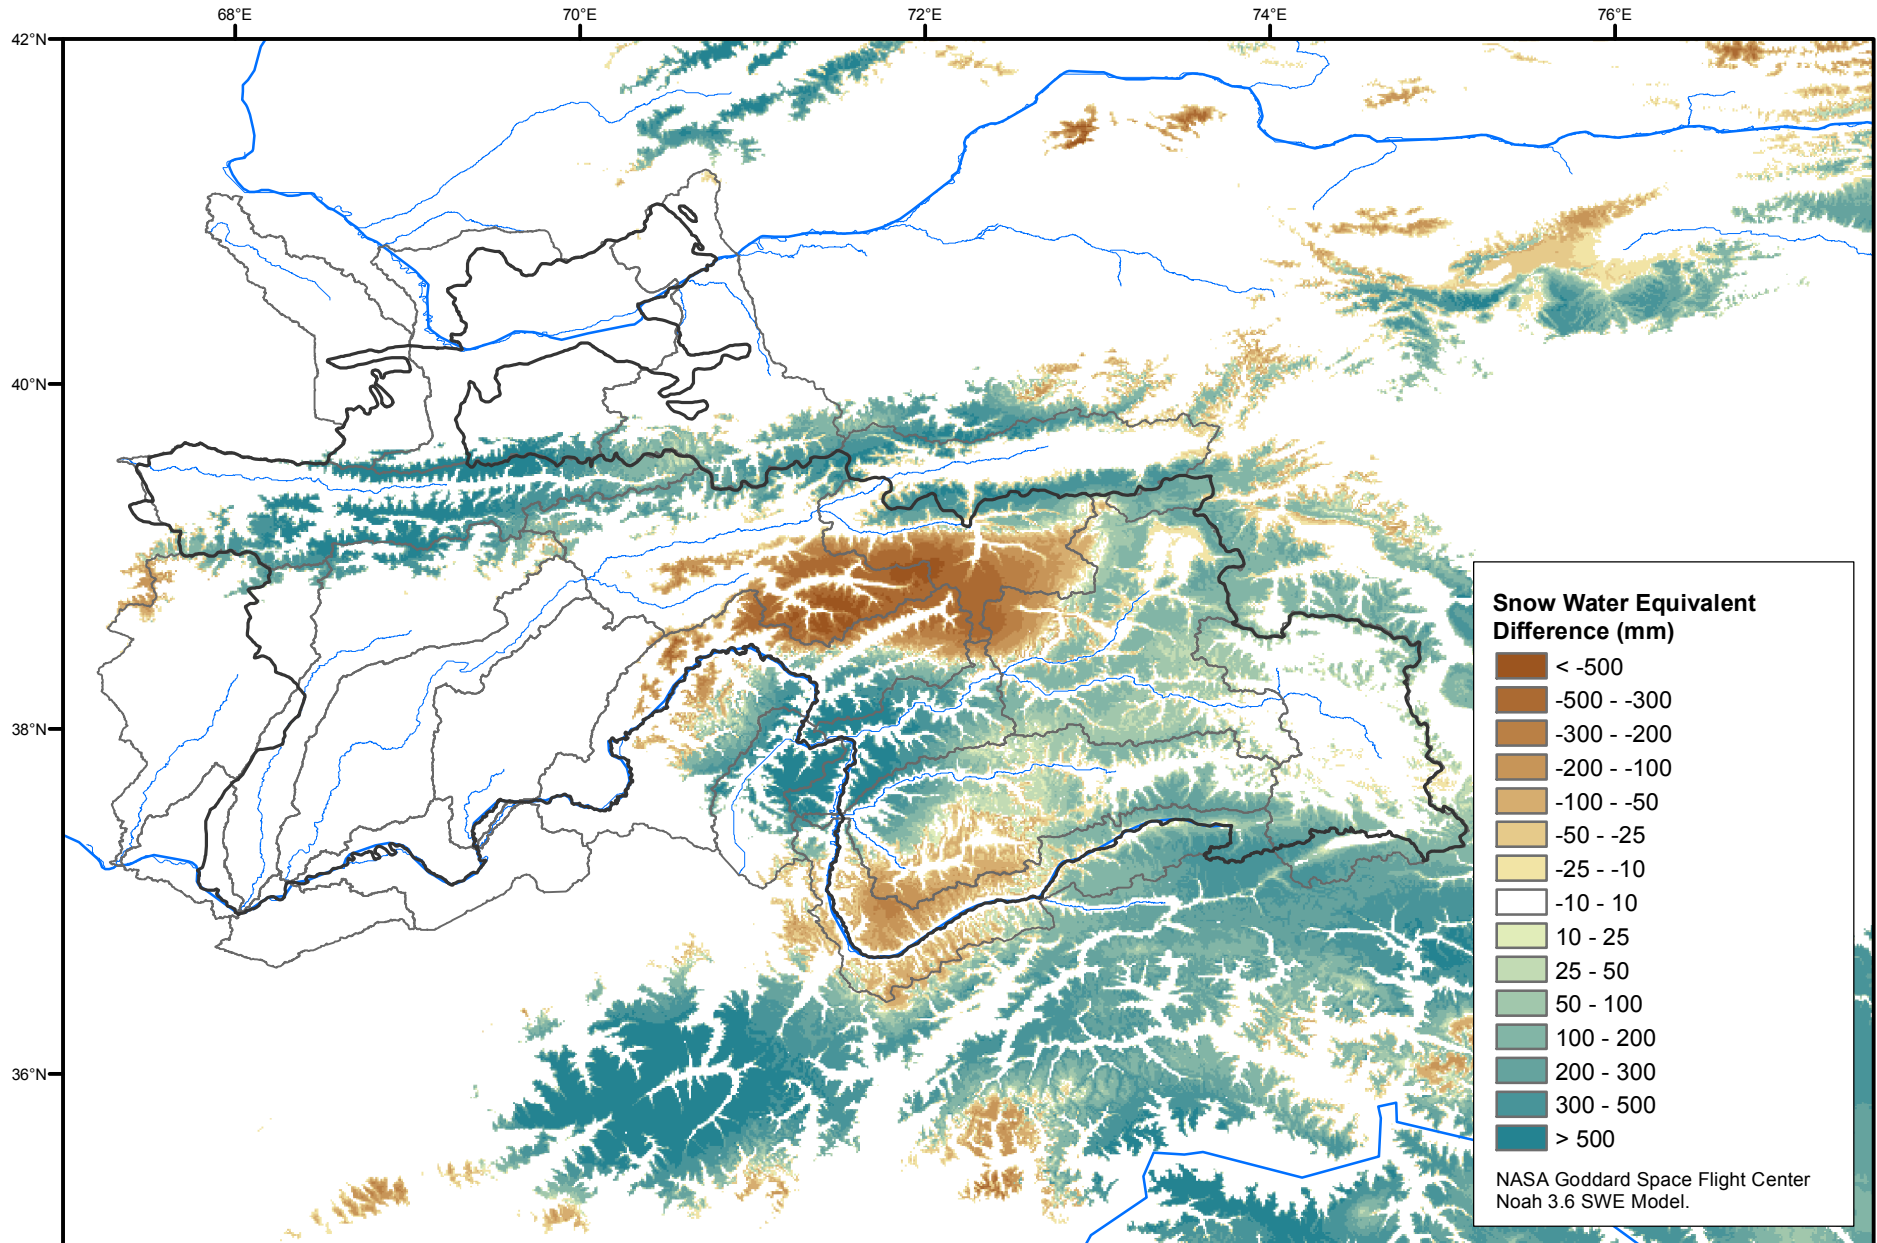 68°E
70°E
72°E
74°E
76°E
42°N
40°N
38°N
36°N
Snow Water Equivalent
Difference (mm)
< -500
-500 - -300
-300 - -200
-200 - -100
-100 - -50
-50 - -25
-25 - -10
-10 - 10
10 - 25
25 - 50
50 - 100
100 - 200
200 - 300
300 - 500
> 500
NASA Goddard Space Flight Center
Noah 3.6 SWE Model.